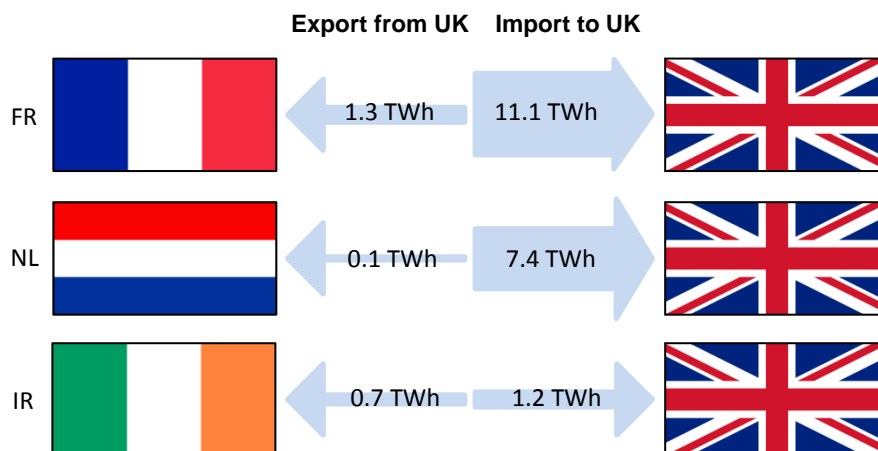 Export from UK Import to UK
FR 1.3 TWh 11.1 TWh
NL 0.1 TWh 7.4 TWh
IR 0.7 TWh 1.2 TWh